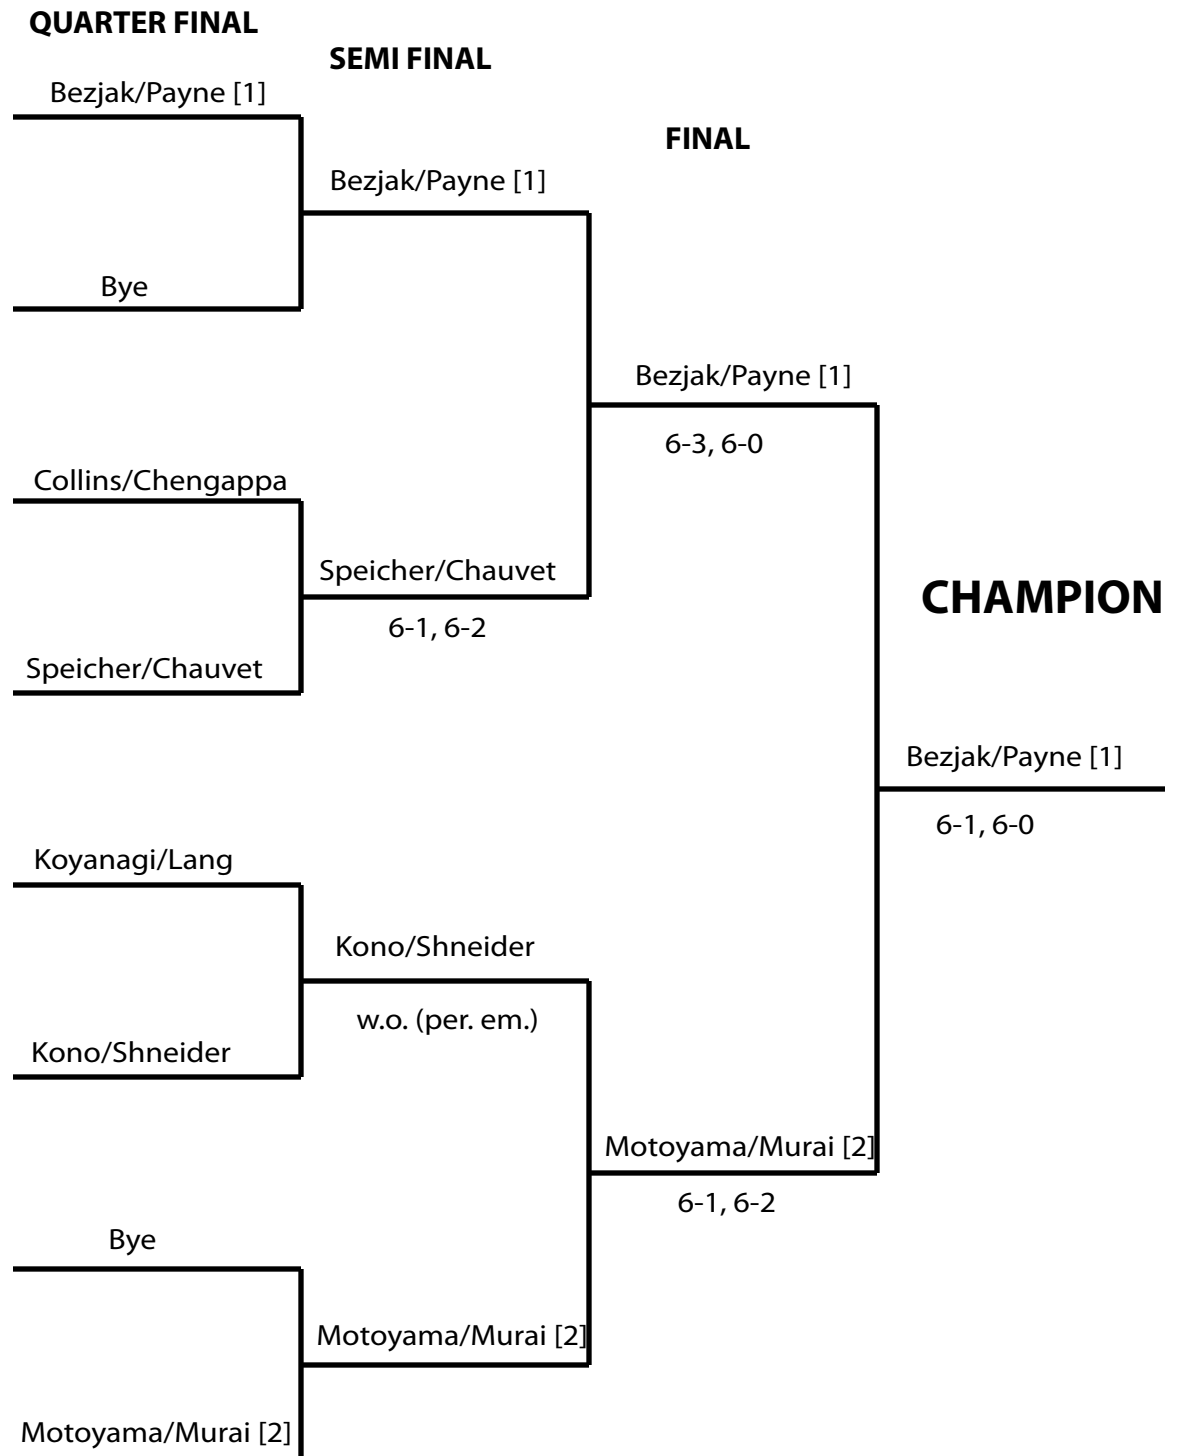 QUARTER FINAL
SEMI FINAL
Bezjak/Payne [1]
FINAL
Bezjak/Payne [1]
Bye
Bezjak/Payne [1]
6-3, 6-0
Collins/Chengappa
Speicher/Chauvet
CHAMPION
6-1, 6-2
Speicher/Chauvet
Bezjak/Payne [1]
6-1, 6-0
Koyanagi/Lang
Kono/Shneider
w.o. (per. em.)
Kono/Shneider
Motoyama/Murai [2]
6-1, 6-2
Bye
Motoyama/Murai [2]
Motoyama/Murai [2]